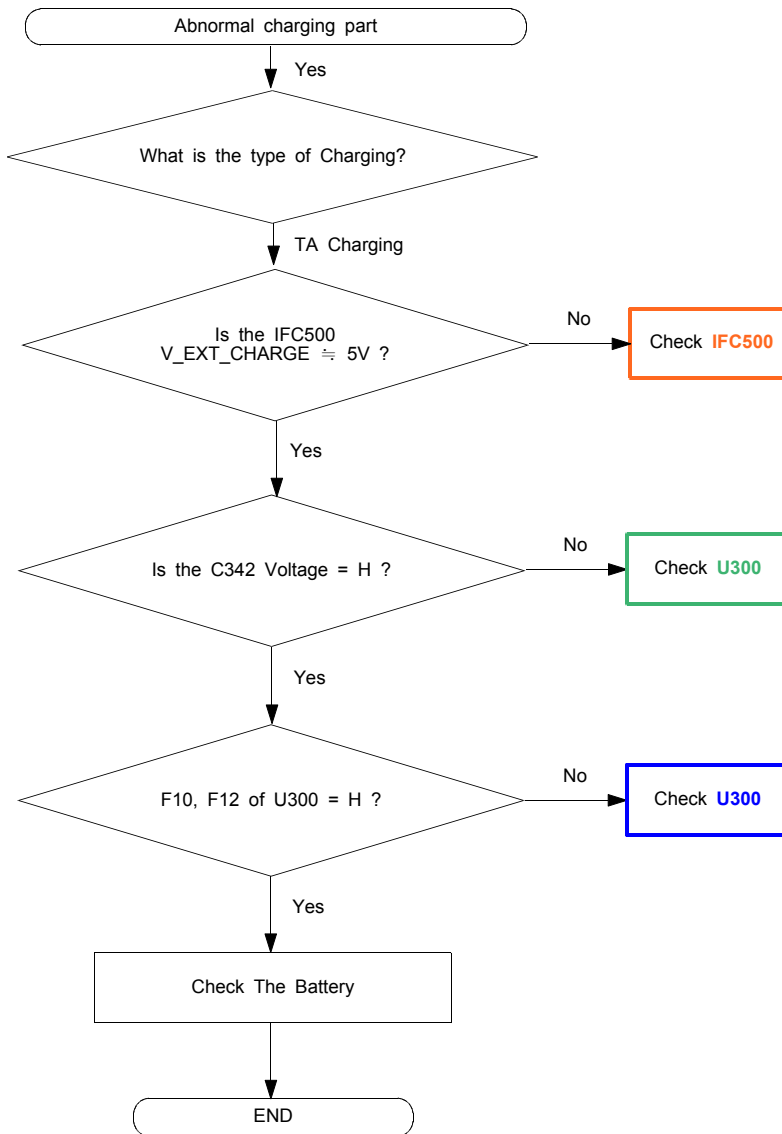 Abnormal charging part
Yes
What is the type of Charging?
TA Charging
Is the IFC500
V_EXT_CHARGE ≒ 5V ?
No
Check IFC500
Yes
Is the C342 Voltage = H ?
No
Check U300
Yes
F10, F12 of U300 = H ?
No
Check U300
Yes
Check The Battery
END